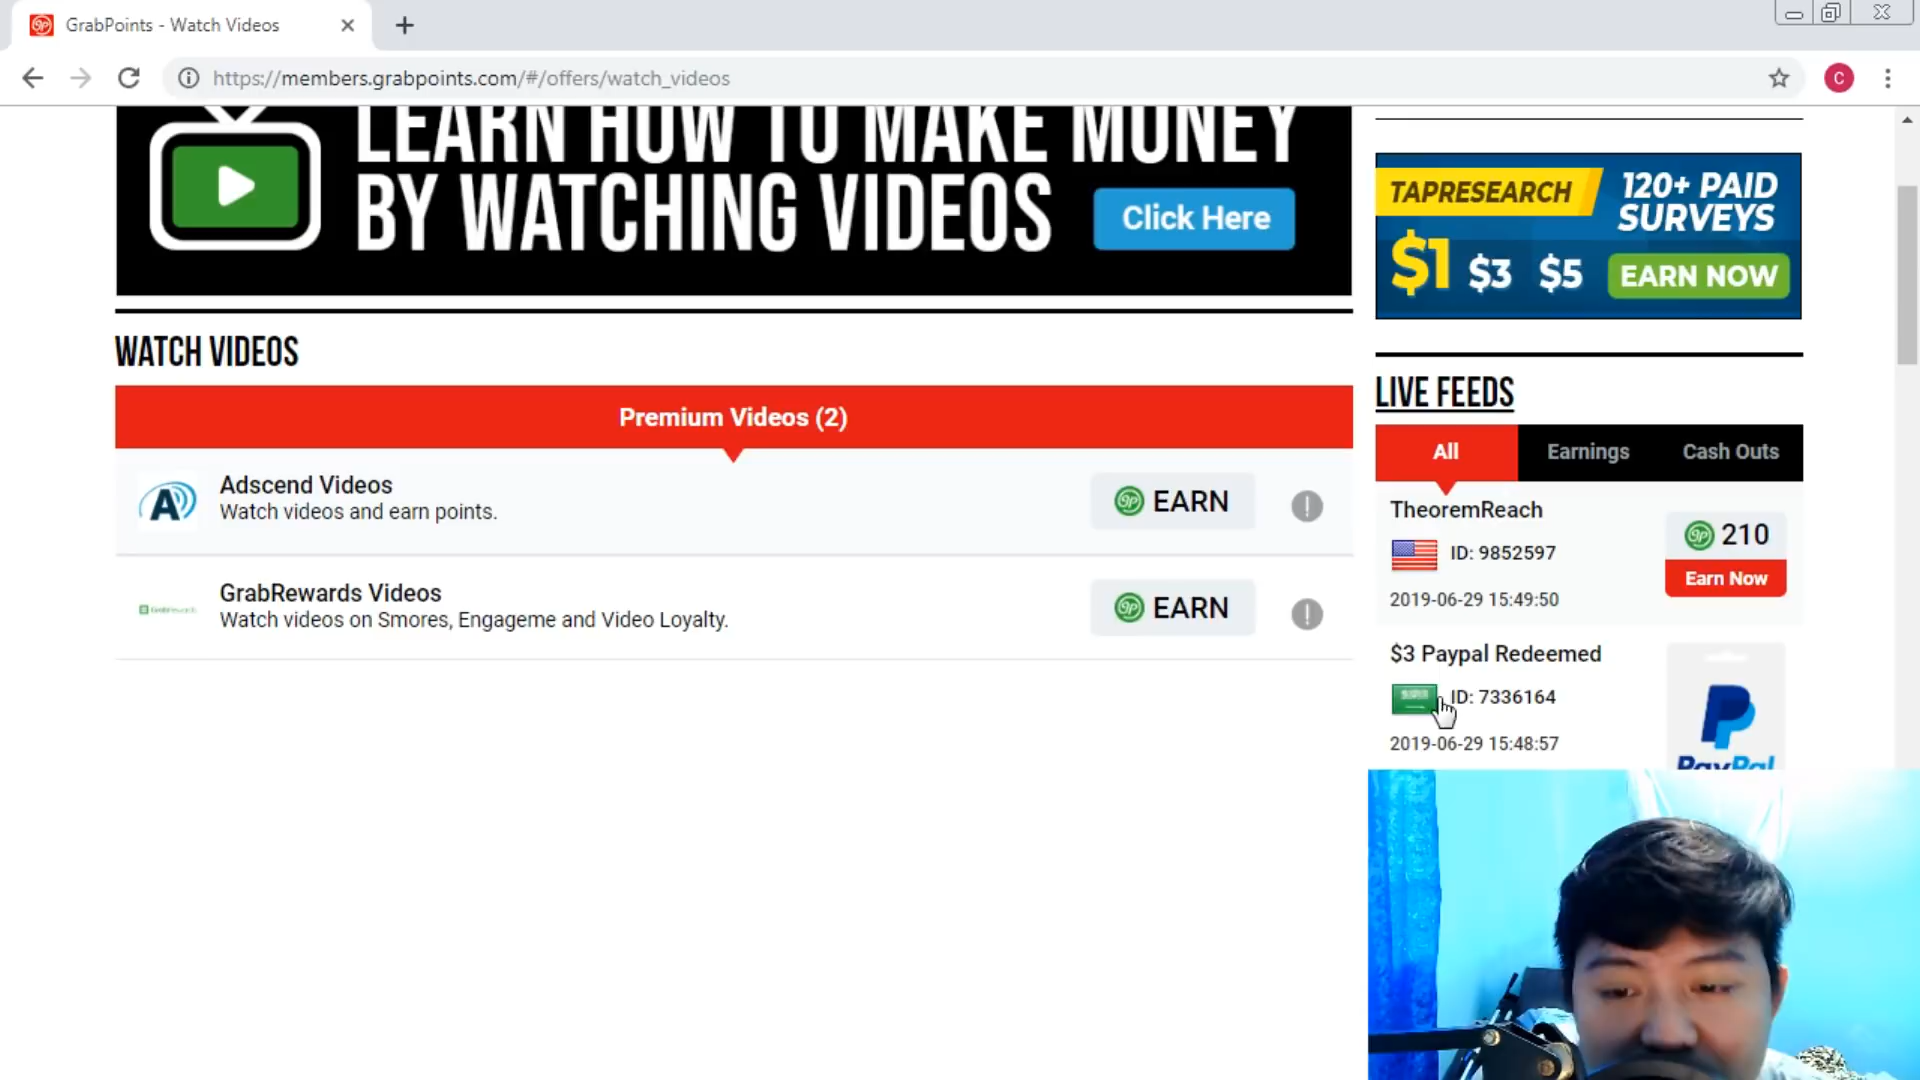 GrabPoints - Watch Videos
https://members.grabpoints.com/#/offers/watch_videos
C
LEARN HOW TO MAKE MONEY
BY WATCHING VIDEOS
Click Here
WATCH VIDEOS
Premium Videos (2)
Adscend Videos
Watch videos and earn points.
EARN
GrabRewards Videos
Watch videos on Smores, Engageme and Video Loyalty.
EARN
TAPRESEARCH
120+ PAID
SURVEYS
$1 $3 $5
EARN NOW
LIVE FEEDS
All Earnings Cash Outs
TheoremReach
ID: 9852597
2019-06-29 15:49:50
210
Earn Now
$3 Paypal Redeemed
ID: 7336164
2019-06-29 15:48:57
PayPal